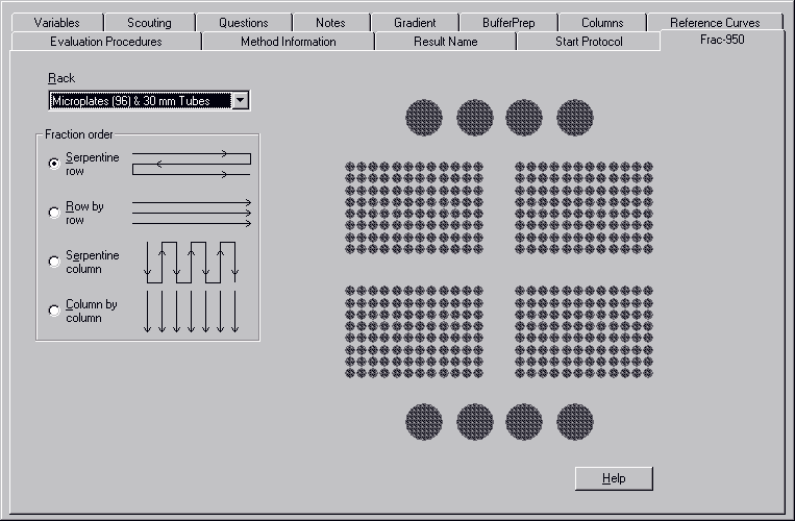 Variables Scouting Questions Notes Gradient BufferPrep Columns Reference Curves
Evaluation Procedures Method Information Result Name Start Protocol Frac-950
Rack
Microplates (96) & 30 mm Tubes
Fraction order
Serpentine
row
Row by
row
Serpentine
column
Column by
column
Help